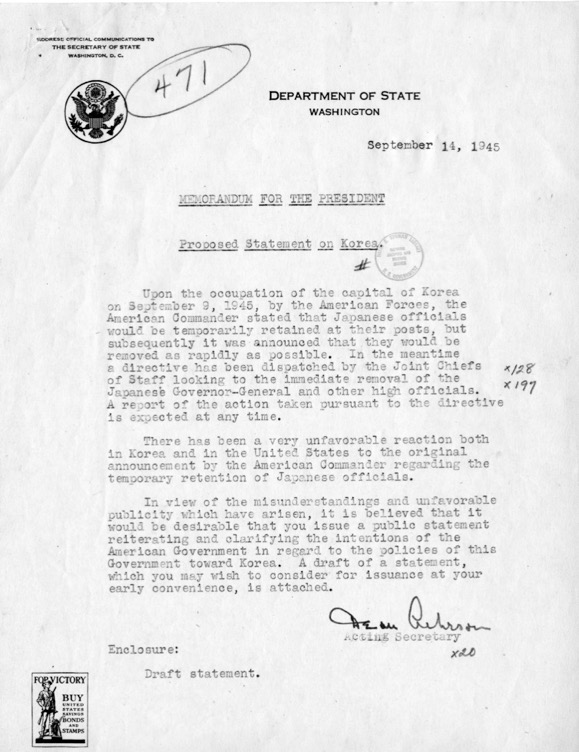 ADDRESS OFFICIAL COMMUNICATIONS TO
THE SECRETARY OF STATE
WASHINGTON, D. C.
471
DEPARTMENT OF STATE
WASHINGTON
September 14, 1945
MEMORANDUM FOR THE PRESIDENT
Proposed Statement on Korea.
#
Upon the occupation of the capital of Korea
on September 9, 1945, by the American Forces, the
American Commander stated that Japanese officials
would be temporarily retained at their posts, but
subsequently it was announced that they would be
removed as rapidly as possible. In the meantime
a directive has been dispatched by the Joint Chiefs
of Staff looking to the immediate removal of the
Japanese Governor-General and other high officials.
A report of the action taken pursuant to the directive
is expected at any time.
x128
x197
There has been a very unfavorable reaction both
in Korea and in the United States to the original
announcement by the American Commander regarding the
temporary retention of Japanese officials.
In view of the misunderstandings and unfavorable
publicity which have arisen, it is believed that it
would be desirable that you issue a public statement
reiterating and clarifying the intentions of the
American Government in regard to the policies of this
Government toward Korea. A draft of a statement,
which you may wish to consider for issuance at your
early convenience, is attached.
Dean Acheson
Acting Secretary
x20
Enclosure:
Draft statement.
FOR VICTORY
BUY
UNITED
STATES
SAVINGS
BONDS
AND
STAMPS